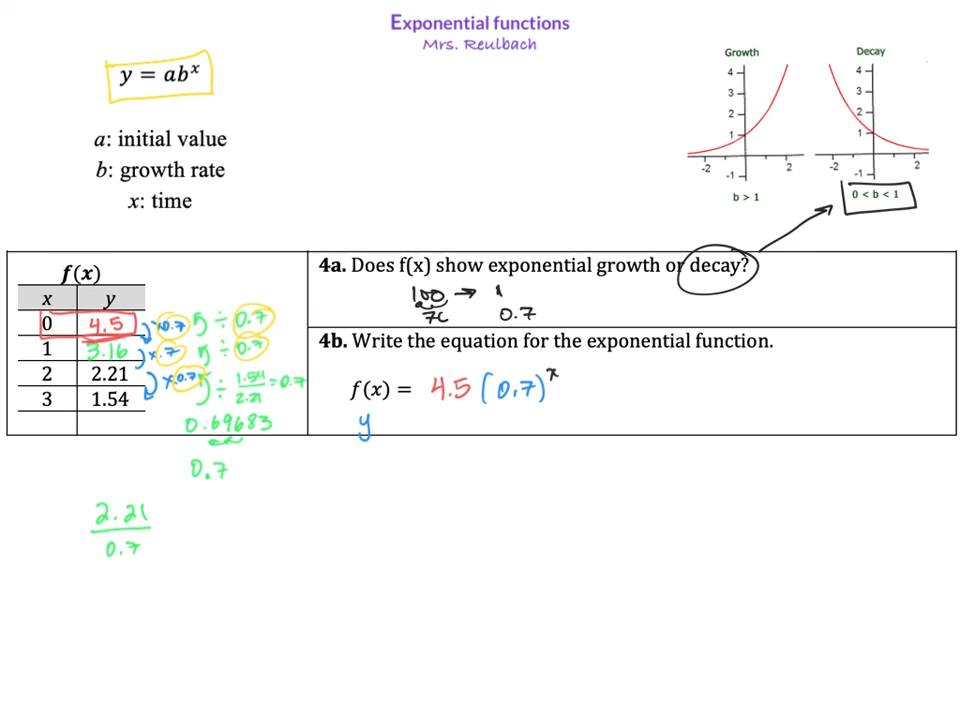 Exponential functions
Mrs. Reulbach
y = abˣ
a: initial value
b: growth rate
x: time
Growth
4
3
2
1
-2
2
-1
b > 1
Decay
4
3
2
1
-2
2
-1
0 < b < 1
f(x)
x y
0 4.5
1 3.16
2 2.21
3 1.54
×0.7 ÷ 0.7
×.7 ÷ 0.7
×0.7 ÷ 1.54/2.21 = 0.7
0.69683
0.7
2.21
0.7
4a. Does f(x) show exponential growth or decay?
100 → 1
70 0.7
4b. Write the equation for the exponential function.
f(x) = 4.5 (0.7)ˣ
y